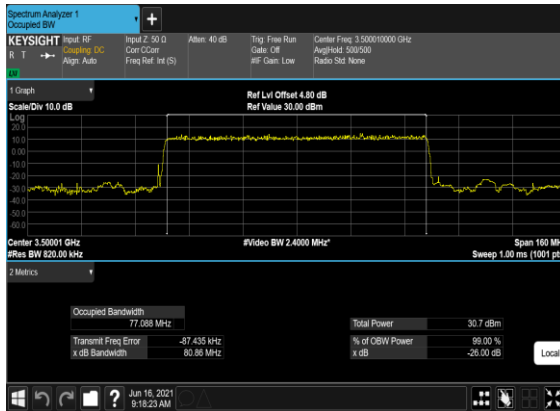 Spectrum Analyzer 1
Occupied BW
KEYSIGHT
R T
Input: RF
Coupling: DC
Align: Auto
Input Z: 50 Ω
Corr CCorr
Freq Ref: Int (S)
Atten: 40 dB
Trig: Free Run
Gate: Off
#IF Gain: Low
Center Freq: 3.500010000 GHz
Avg|Hold: 500/500
Radio Std: None
LNI
1 Graph
Scale/Div 10.0 dB
Ref Lvl Offset 4.80 dB
Ref Value 30.00 dBm
Log
20.0
10.0
0.00
-10.0
-20.0
-30.0
-40.0
-50.0
-60.0
Center 3.50001 GHz
#Res BW 820.00 kHz
#Video BW 2.4000 MHz*
Span 160 MH
Sweep 1.00 ms (1001 pt
2 Metrics
Occupied Bandwidth
77.088 MHz
Transmit Freq Error -87.435 kHz
x dB Bandwidth 80.86 MHz
Total Power 30.7 dBm
% of OBW Power 99.00 %
x dB -26.00 dB
Local
Jun 16, 2021
9:18:23 AM